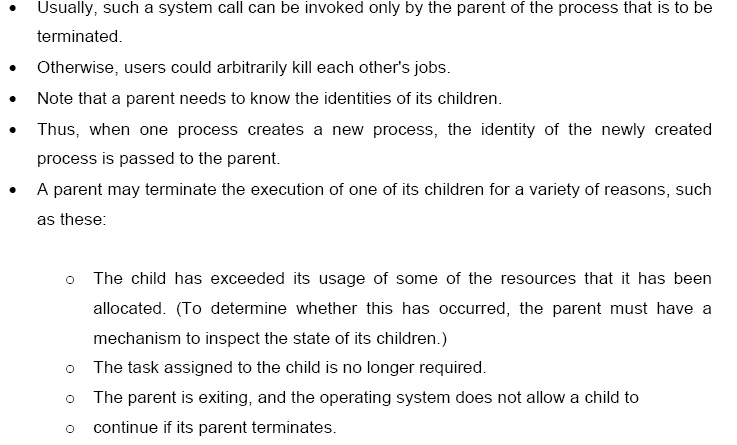 • Usually, such a system call can be invoked only by the parent of the process that is to be
terminated.
• Otherwise, users could arbitrarily kill each other's jobs.
• Note that a parent needs to know the identities of its children.
• Thus, when one process creates a new process, the identity of the newly created
process is passed to the parent.
• A parent may terminate the execution of one of its children for a variety of reasons, such
as these:
o The child has exceeded its usage of some of the resources that it has been
allocated. (To determine whether this has occurred, the parent must have a
mechanism to inspect the state of its children.)
o The task assigned to the child is no longer required.
o The parent is exiting, and the operating system does not allow a child to
o continue if its parent terminates.